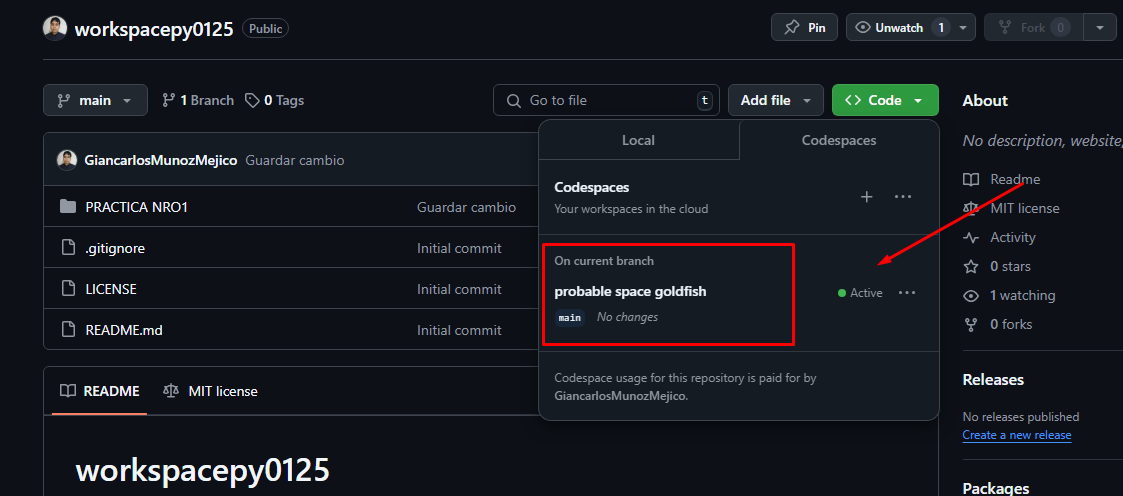 workspacepy0125 Public
Pin
Unwatch 1
Fork 0
main
1 Branch
0 Tags
Go to file t
Add file
Code
About
Local
Codespaces
No description, website,
GiancarlosMunozMejico Guardar cambio
Codespaces
Your workspaces in the cloud
Readme
PRACTICA NRO1 Guardar cambio
MIT license
.gitignore Initial commit
Activity
On current branch
0 stars
LICENSE Initial commit
probable space goldfish
Active
1 watching
main No changes
README.md Initial commit
0 forks
Codespace usage for this repository is paid for by
GiancarlosMunozMejico.
Releases
README
MIT license
No releases published
Create a new release
workspacepy0125
Packages